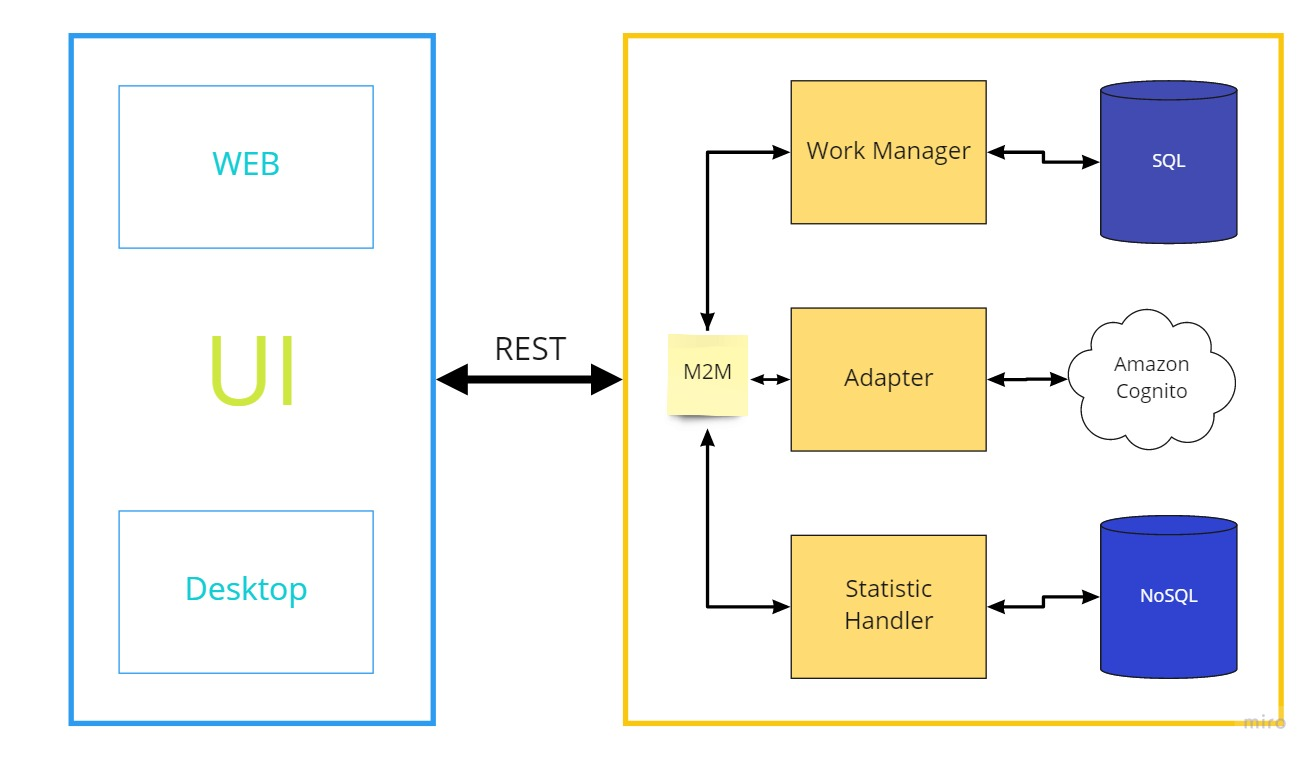 WEB
UI
Desktop
REST
M2M
Work Manager
SQL
Adapter
Amazon
Cognito
Statistic
Handler
NoSQL
miro